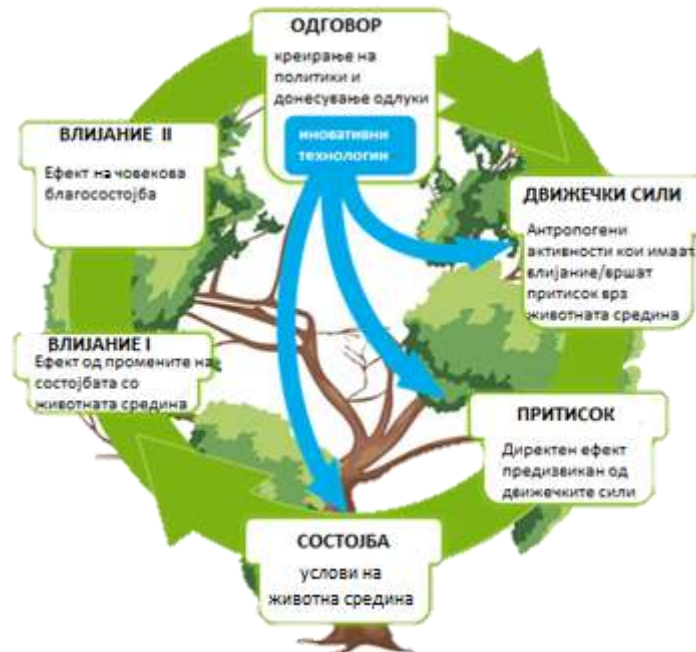 ОДГОВОР
креирање на
политики и
донесување одлуки
иновативни
технологии
ДВИЖЕЧКИ СИЛИ
Антропогени
активности кои имаат
влијание/вршат
притисок врз
животната средина
ПРИТИСОК
Директен ефект
предизвикан од
движечките сили
СОСТОЈБА
услови на
животна средина
ВЛИЈАНИЕ I
Ефект од промените на
состојбата со
животната средина
ВЛИЈАНИЕ II
Ефект на човекова
благосостојба